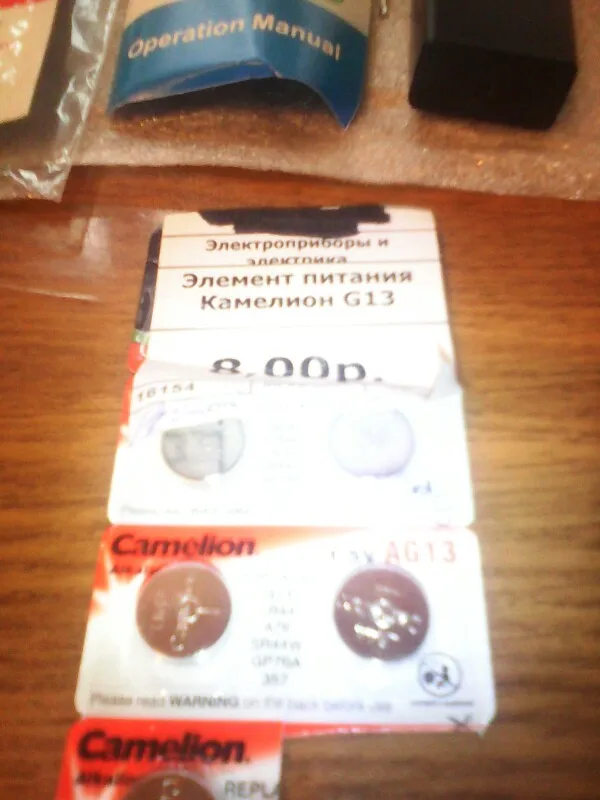 Operation Manual
Электроприборы и
электрика
Элемент питания
Камелион G13
8.00р.
16154
Camelion
AG13
A76
SR44W
GP76A
357
Please read WARNING on the back before use
Camelion
REPLA